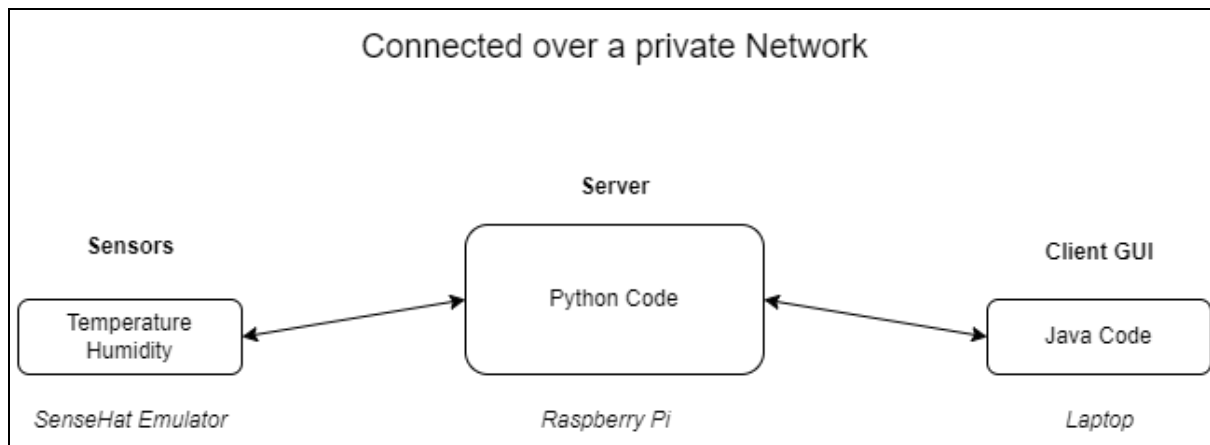 Connected over a private Network
Server
Sensors
Client GUI
Python Code
Temperature
Humidity
Java Code
SenseHat Emulator
Raspberry Pi
Laptop